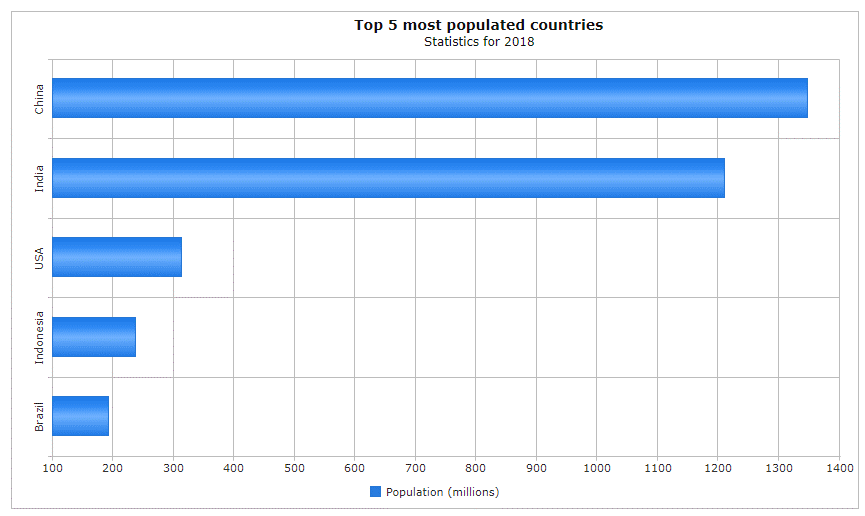 Top 5 most populated countries
Statistics for 2018
China
India
USA
Indonesia
Brazil
100 200 300 400 500 600 700 800 900 1000 1100 1200 1300 1400
Population (millions)